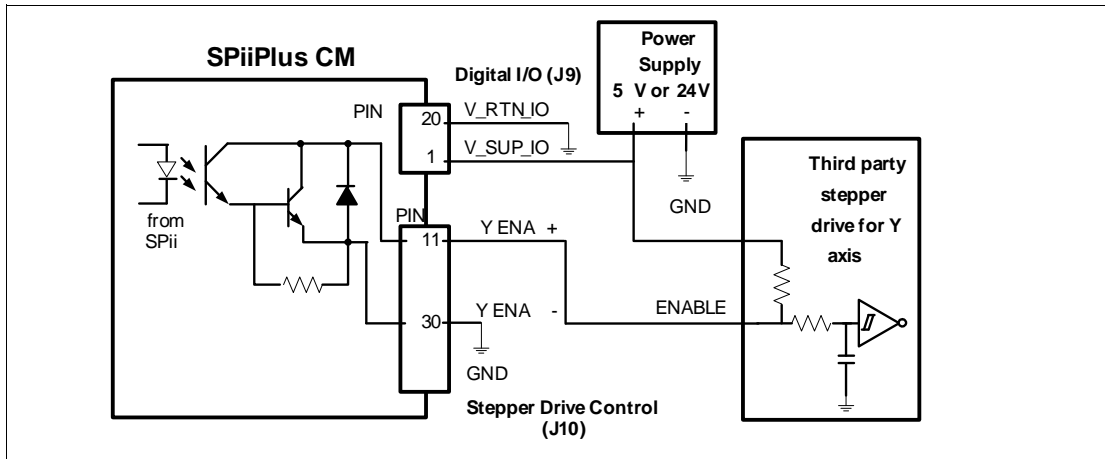 SPiiPlus CM
Digital I/O (J9)
Power
Supply
5 V or 24V
+ -
PIN
20
V_RTN_IO
1
V_SUP_IO
GND
Third party
stepper
drive for Y
axis
from
SPii
PIN
11
Y ENA +
30
Y ENA -
ENABLE
GND
Stepper Drive Control
(J10)